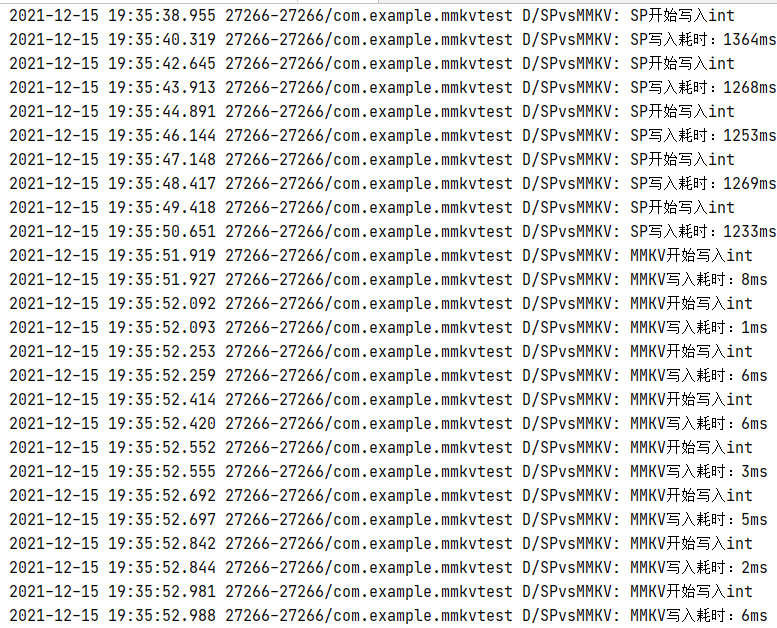 2021-12-15 19:35:38.955 27266-27266/com.example.mmkvtest D/SPvsMMKV: SP开始写入int
2021-12-15 19:35:40.319 27266-27266/com.example.mmkvtest D/SPvsMMKV: SP写入耗时：1364ms
2021-12-15 19:35:42.645 27266-27266/com.example.mmkvtest D/SPvsMMKV: SP开始写入int
2021-12-15 19:35:43.913 27266-27266/com.example.mmkvtest D/SPvsMMKV: SP写入耗时：1268ms
2021-12-15 19:35:44.891 27266-27266/com.example.mmkvtest D/SPvsMMKV: SP开始写入int
2021-12-15 19:35:46.144 27266-27266/com.example.mmkvtest D/SPvsMMKV: SP写入耗时：1253ms
2021-12-15 19:35:47.148 27266-27266/com.example.mmkvtest D/SPvsMMKV: SP开始写入int
2021-12-15 19:35:48.417 27266-27266/com.example.mmkvtest D/SPvsMMKV: SP写入耗时：1269ms
2021-12-15 19:35:49.418 27266-27266/com.example.mmkvtest D/SPvsMMKV: SP开始写入int
2021-12-15 19:35:50.651 27266-27266/com.example.mmkvtest D/SPvsMMKV: SP写入耗时：1233ms
2021-12-15 19:35:51.919 27266-27266/com.example.mmkvtest D/SPvsMMKV: MMKV开始写入int
2021-12-15 19:35:51.927 27266-27266/com.example.mmkvtest D/SPvsMMKV: MMKV写入耗时：8ms
2021-12-15 19:35:52.092 27266-27266/com.example.mmkvtest D/SPvsMMKV: MMKV开始写入int
2021-12-15 19:35:52.093 27266-27266/com.example.mmkvtest D/SPvsMMKV: MMKV写入耗时：1ms
2021-12-15 19:35:52.253 27266-27266/com.example.mmkvtest D/SPvsMMKV: MMKV开始写入int
2021-12-15 19:35:52.259 27266-27266/com.example.mmkvtest D/SPvsMMKV: MMKV写入耗时：6ms
2021-12-15 19:35:52.414 27266-27266/com.example.mmkvtest D/SPvsMMKV: MMKV开始写入int
2021-12-15 19:35:52.420 27266-27266/com.example.mmkvtest D/SPvsMMKV: MMKV写入耗时：6ms
2021-12-15 19:35:52.552 27266-27266/com.example.mmkvtest D/SPvsMMKV: MMKV开始写入int
2021-12-15 19:35:52.555 27266-27266/com.example.mmkvtest D/SPvsMMKV: MMKV写入耗时：3ms
2021-12-15 19:35:52.692 27266-27266/com.example.mmkvtest D/SPvsMMKV: MMKV开始写入int
2021-12-15 19:35:52.697 27266-27266/com.example.mmkvtest D/SPvsMMKV: MMKV写入耗时：5ms
2021-12-15 19:35:52.842 27266-27266/com.example.mmkvtest D/SPvsMMKV: MMKV开始写入int
2021-12-15 19:35:52.844 27266-27266/com.example.mmkvtest D/SPvsMMKV: MMKV写入耗时：2ms
2021-12-15 19:35:52.981 27266-27266/com.example.mmkvtest D/SPvsMMKV: MMKV开始写入int
2021-12-15 19:35:52.988 27266-27266/com.example.mmkvtest D/SPvsMMKV: MMKV写入耗时：6ms